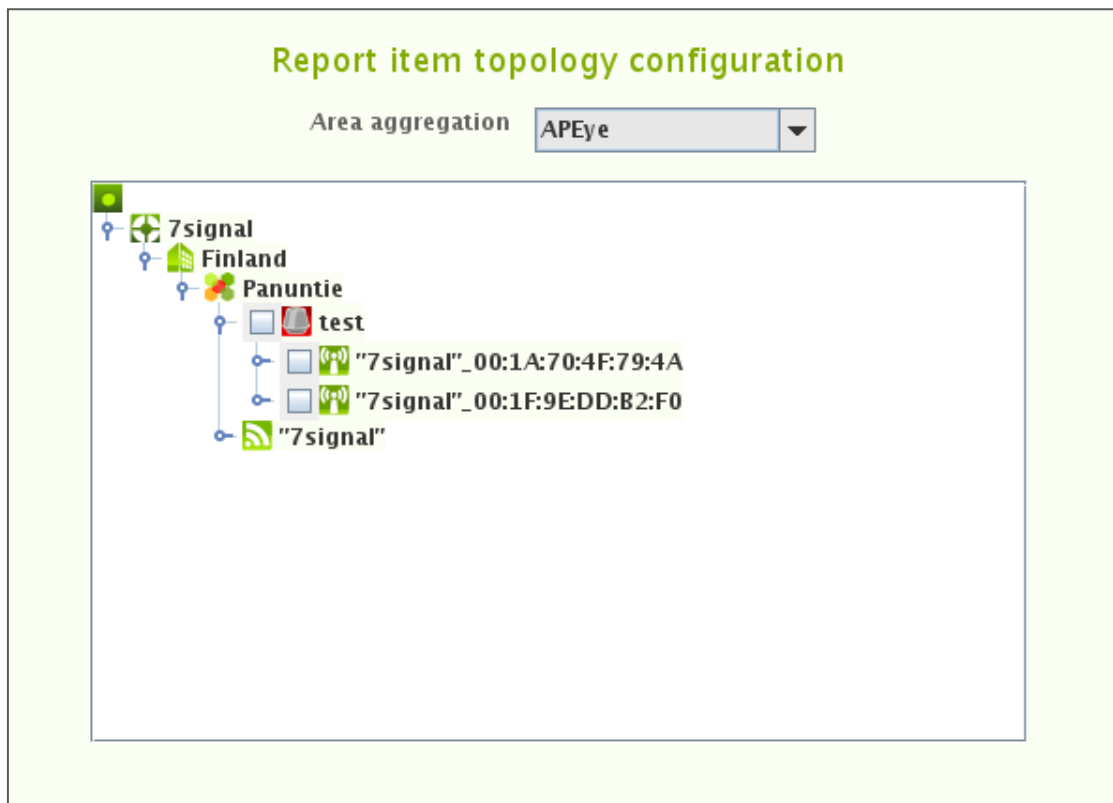 Report item topology configuration
Area aggregation APEye
7signal
Finland
Panuntie
test
"7signal"_00:1A:70:4F:79:4A
"7signal"_00:1F:9E:DD:B2:F0
"7signal"